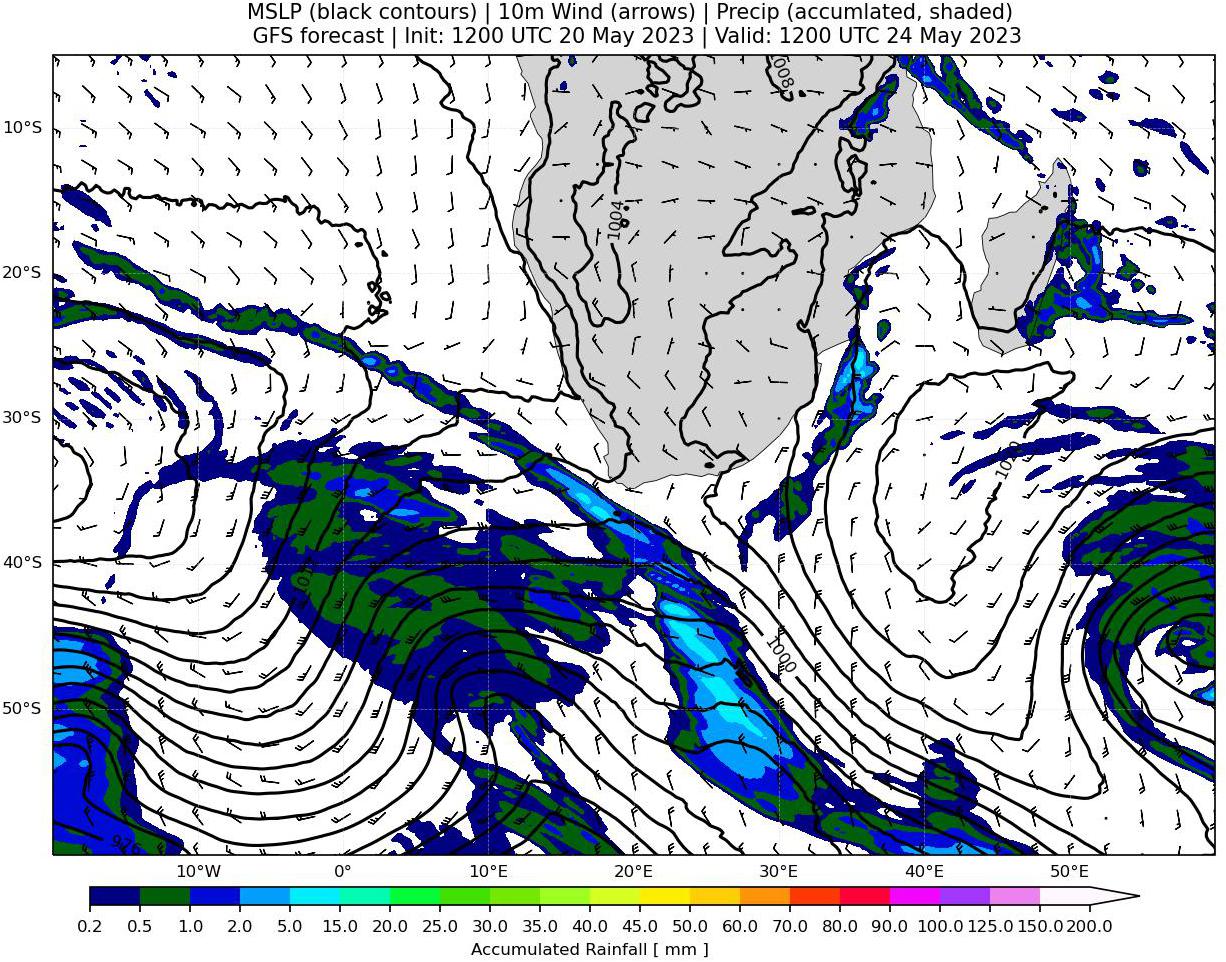 MSLP (black contours) | 10m Wind (arrows) | Precip (accumlated, shaded)
GFS forecast | Init: 1200 UTC 20 May 2023 | Valid: 1200 UTC 24 May 2023
1008
10°S
1004
20°S
30°S
1020
40°S
1000
50°S
976
10°W 0° 10°E 20°E 30°E 40°E 50°E
0.2 0.5 1.0 2.0 5.0 10.0 15.0 20.0 25.0 30.0 35.0 40.0 45.0 50.0 60.0 70.0 80.0 90.0 100.0 125.0 150.0 200.0
Accumulated Rainfall [ mm ]